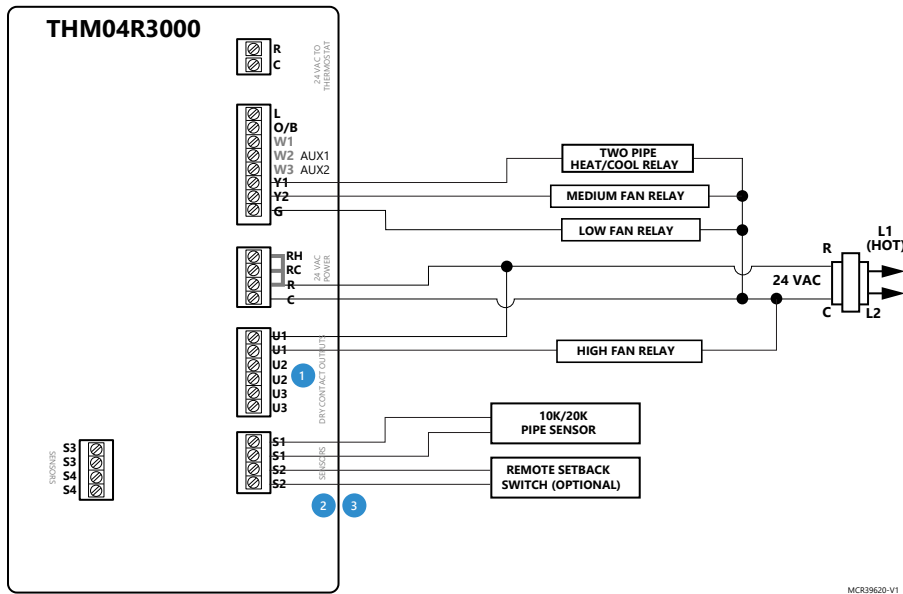 THM04R3000
R
C
24 VAC TO
THERMOSTAT
L
O/B
W1
W2 AUX1
W3 AUX2
Y1
Y2
G
TWO PIPE
HEAT/COOL RELAY
MEDIUM FAN RELAY
LOW FAN RELAY
RH
RC
R
C
24 VAC
POWER
R
24 VAC
C
L1
(HOT)
L2
U1
U1
U2
U2
U3
U3
1
DRY CONTACT OUTPUTS
HIGH FAN RELAY
S1
S1
S2
S2
SENSORS
2
3
10K/20K
PIPE SENSOR
REMOTE SETBACK
SWITCH (OPTIONAL)
SENSORS
S3
S3
S4
S4
MCR39620-V1